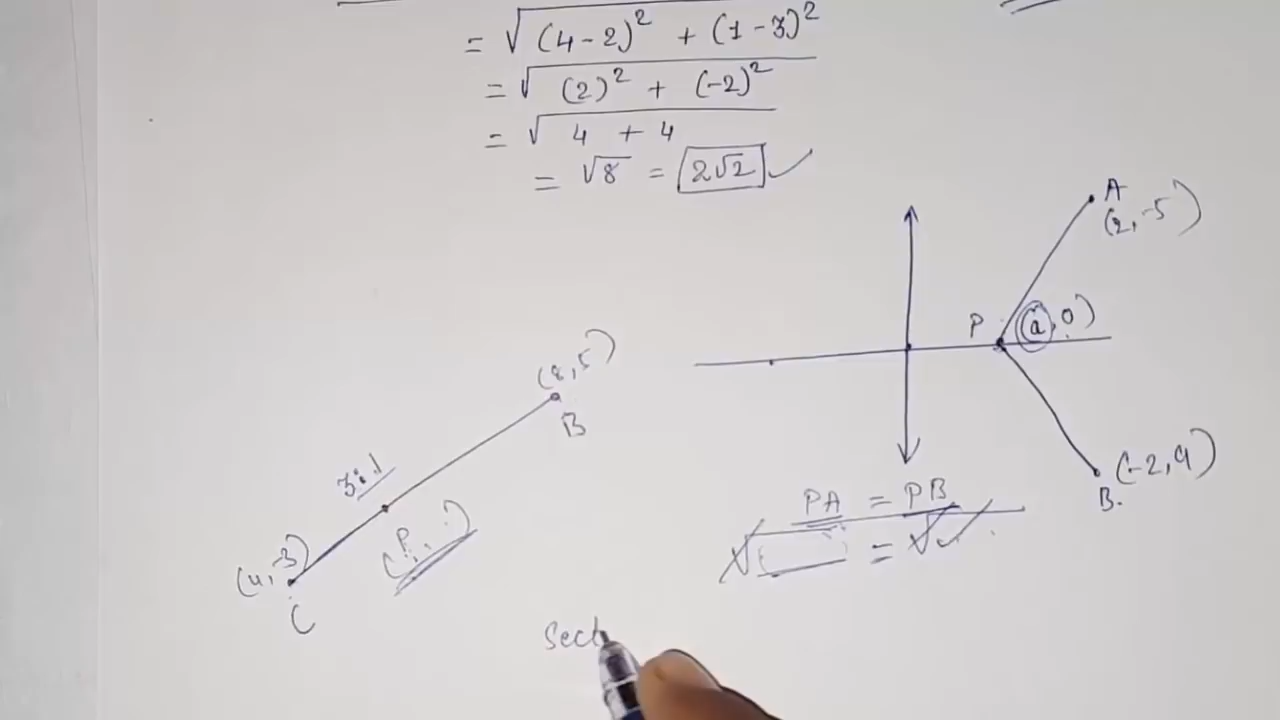 = √(4-2)² + (1-3)²
= √(2)² + (-2)²
= √4 + 4
= √8 = 2√2 ✓
A
(2, -5)
P (a, 0)
(8, 5)
B
3:1
(P, , )
(4, -3)
C
(-2, 9)
B.
PA = PB
√ = √
Sect